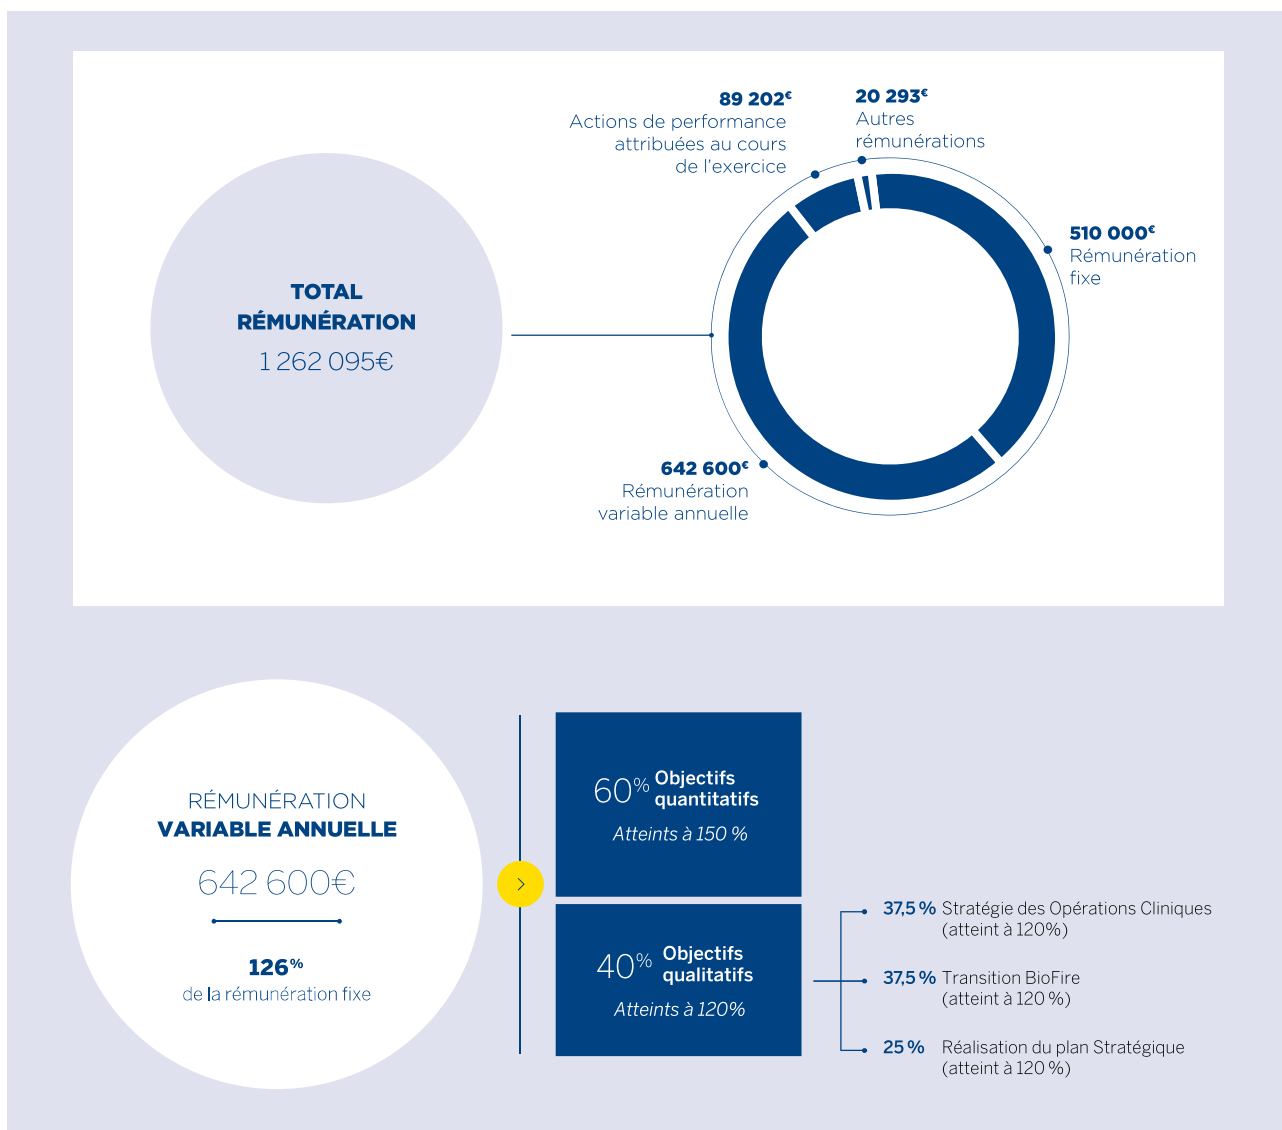 89 202€
Actions de performance
attribuées au cours
de l'exercice
20 293€
Autres
rémunérations
510 000€
Rémunération
fixe
TOTAL
RÉMUNÉRATION
1 262 095€
642 600€
Rémunération
variable annuelle
RÉMUNÉRATION
VARIABLE ANNUELLE
642 600€
126%
de la rémunération fixe
60% Objectifs
quantitatifs
Atteints à 150 %
40% Objectifs
qualitatifs
Atteints à 120%
37,5 % Stratégie des Opérations Cliniques
(atteint à 120%)
37,5 % Transition BioFire
(atteint à 120 %)
25 % Réalisation du plan Stratégique
(atteint à 120 %)